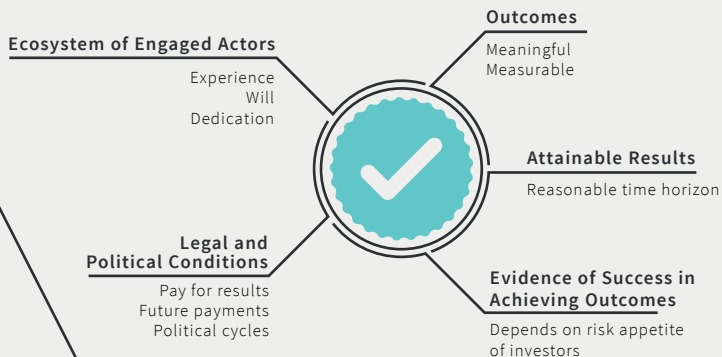 Ecosystem of Engaged Actors
Experience
Will
Dedication
Outcomes
Meaningful
Measurable
Attainable Results
Reasonable time horizon
Legal and
Political Conditions
Pay for results
Future payments
Political cycles
Evidence of Success in
Achieving Outcomes
Depends on risk appetite
of investors